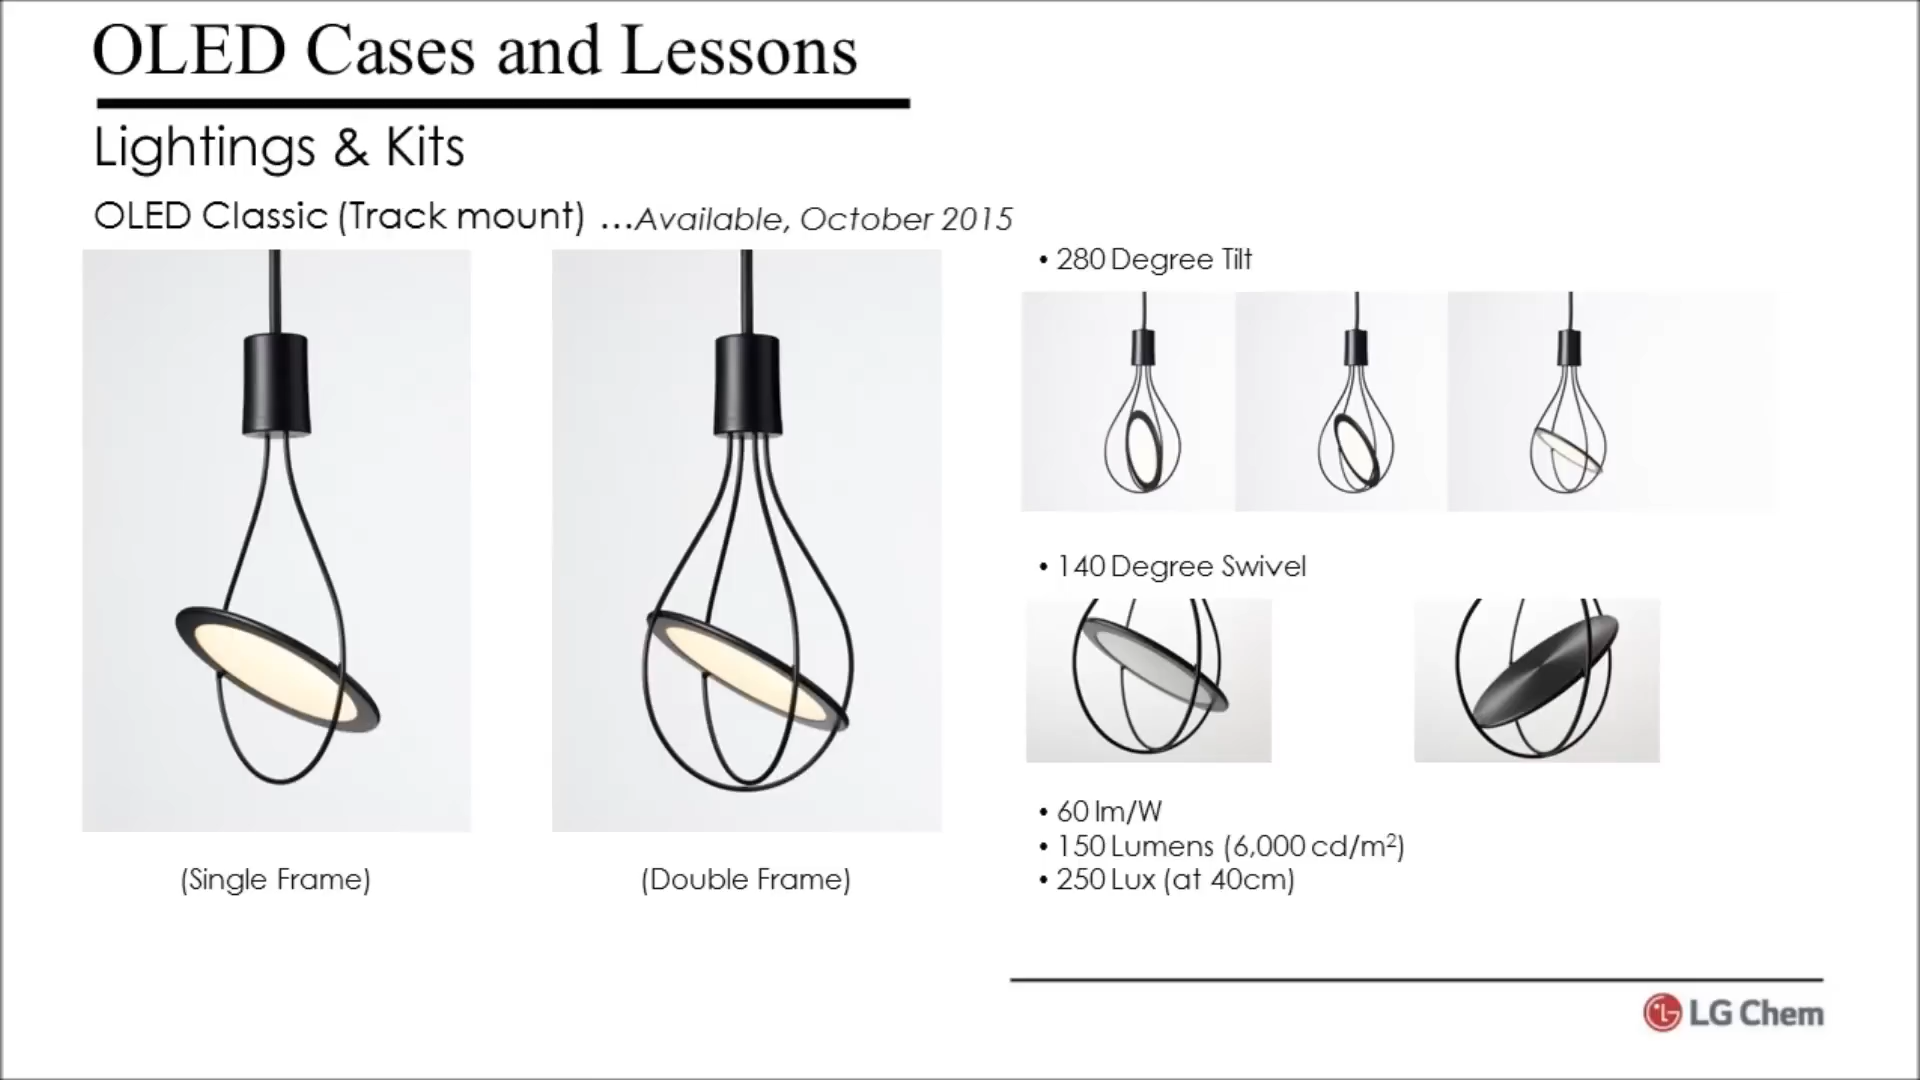 OLED Cases and Lessons
Lightings & Kits
OLED Classic (Track mount) ...Available, October 2015
• 280 Degree Tilt
• 140 Degree Swivel
• 60 lm/W
• 150 Lumens (6,000 cd/m²)
• 250 Lux (at 40cm)
(Single Frame)
(Double Frame)
LG Chem